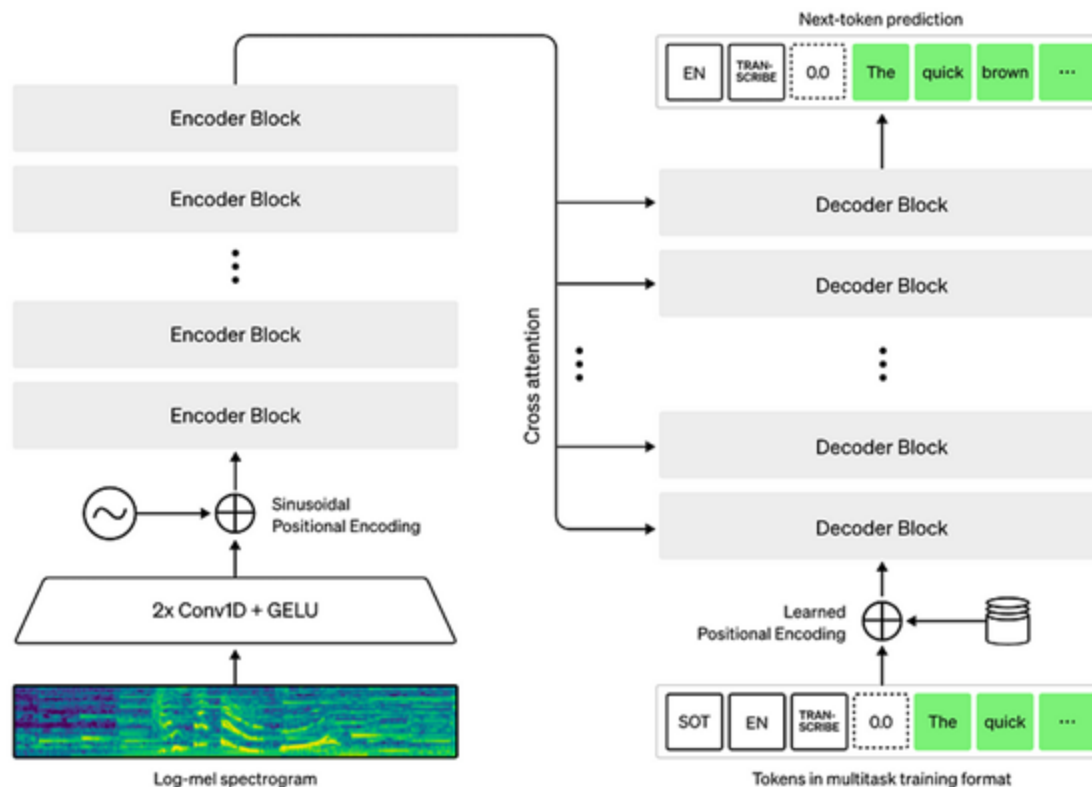 Next-token prediction
EN TRAN-SCRIBE 0.0 The quick brown ...
Encoder Block
Encoder Block
Encoder Block
Encoder Block
Sinusoidal
Positional Encoding
2x Conv1D + GELU
Log-mel spectrogram
Cross attention
Decoder Block
Decoder Block
Decoder Block
Decoder Block
Learned
Positional Encoding
SOT EN TRAN-SCRIBE 0.0 The quick ...
Tokens in multitask training format